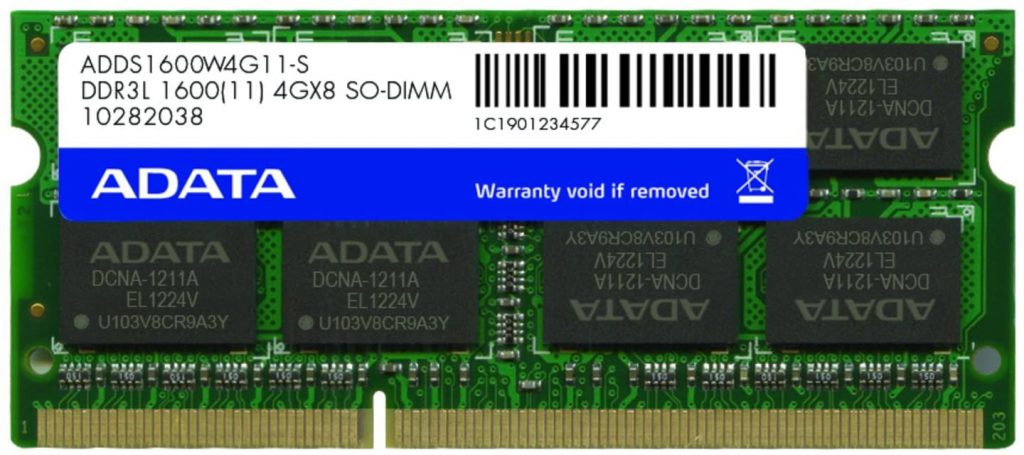 ADDS1600W4G11-S
DDR3L 1600(11) 4GX8 SO-DIMM
10282038
1C1901234577
ADATA
Warranty void if removed
U103V8CR9A3Y
EL1224V
DCNA-1211A
ADATA
ADATA
DCNA-1211A
EL1224V
U103V8CR9A3Y
ADATA
DCNA-1211A
EL1224V
U103V8CR9A3Y
U103V8CR9A3Y
EL1224V
DCNA-1211A
ADATA
U103V8CR9A3Y
EL1224V
DCNA-1211A
ADATA
1
203